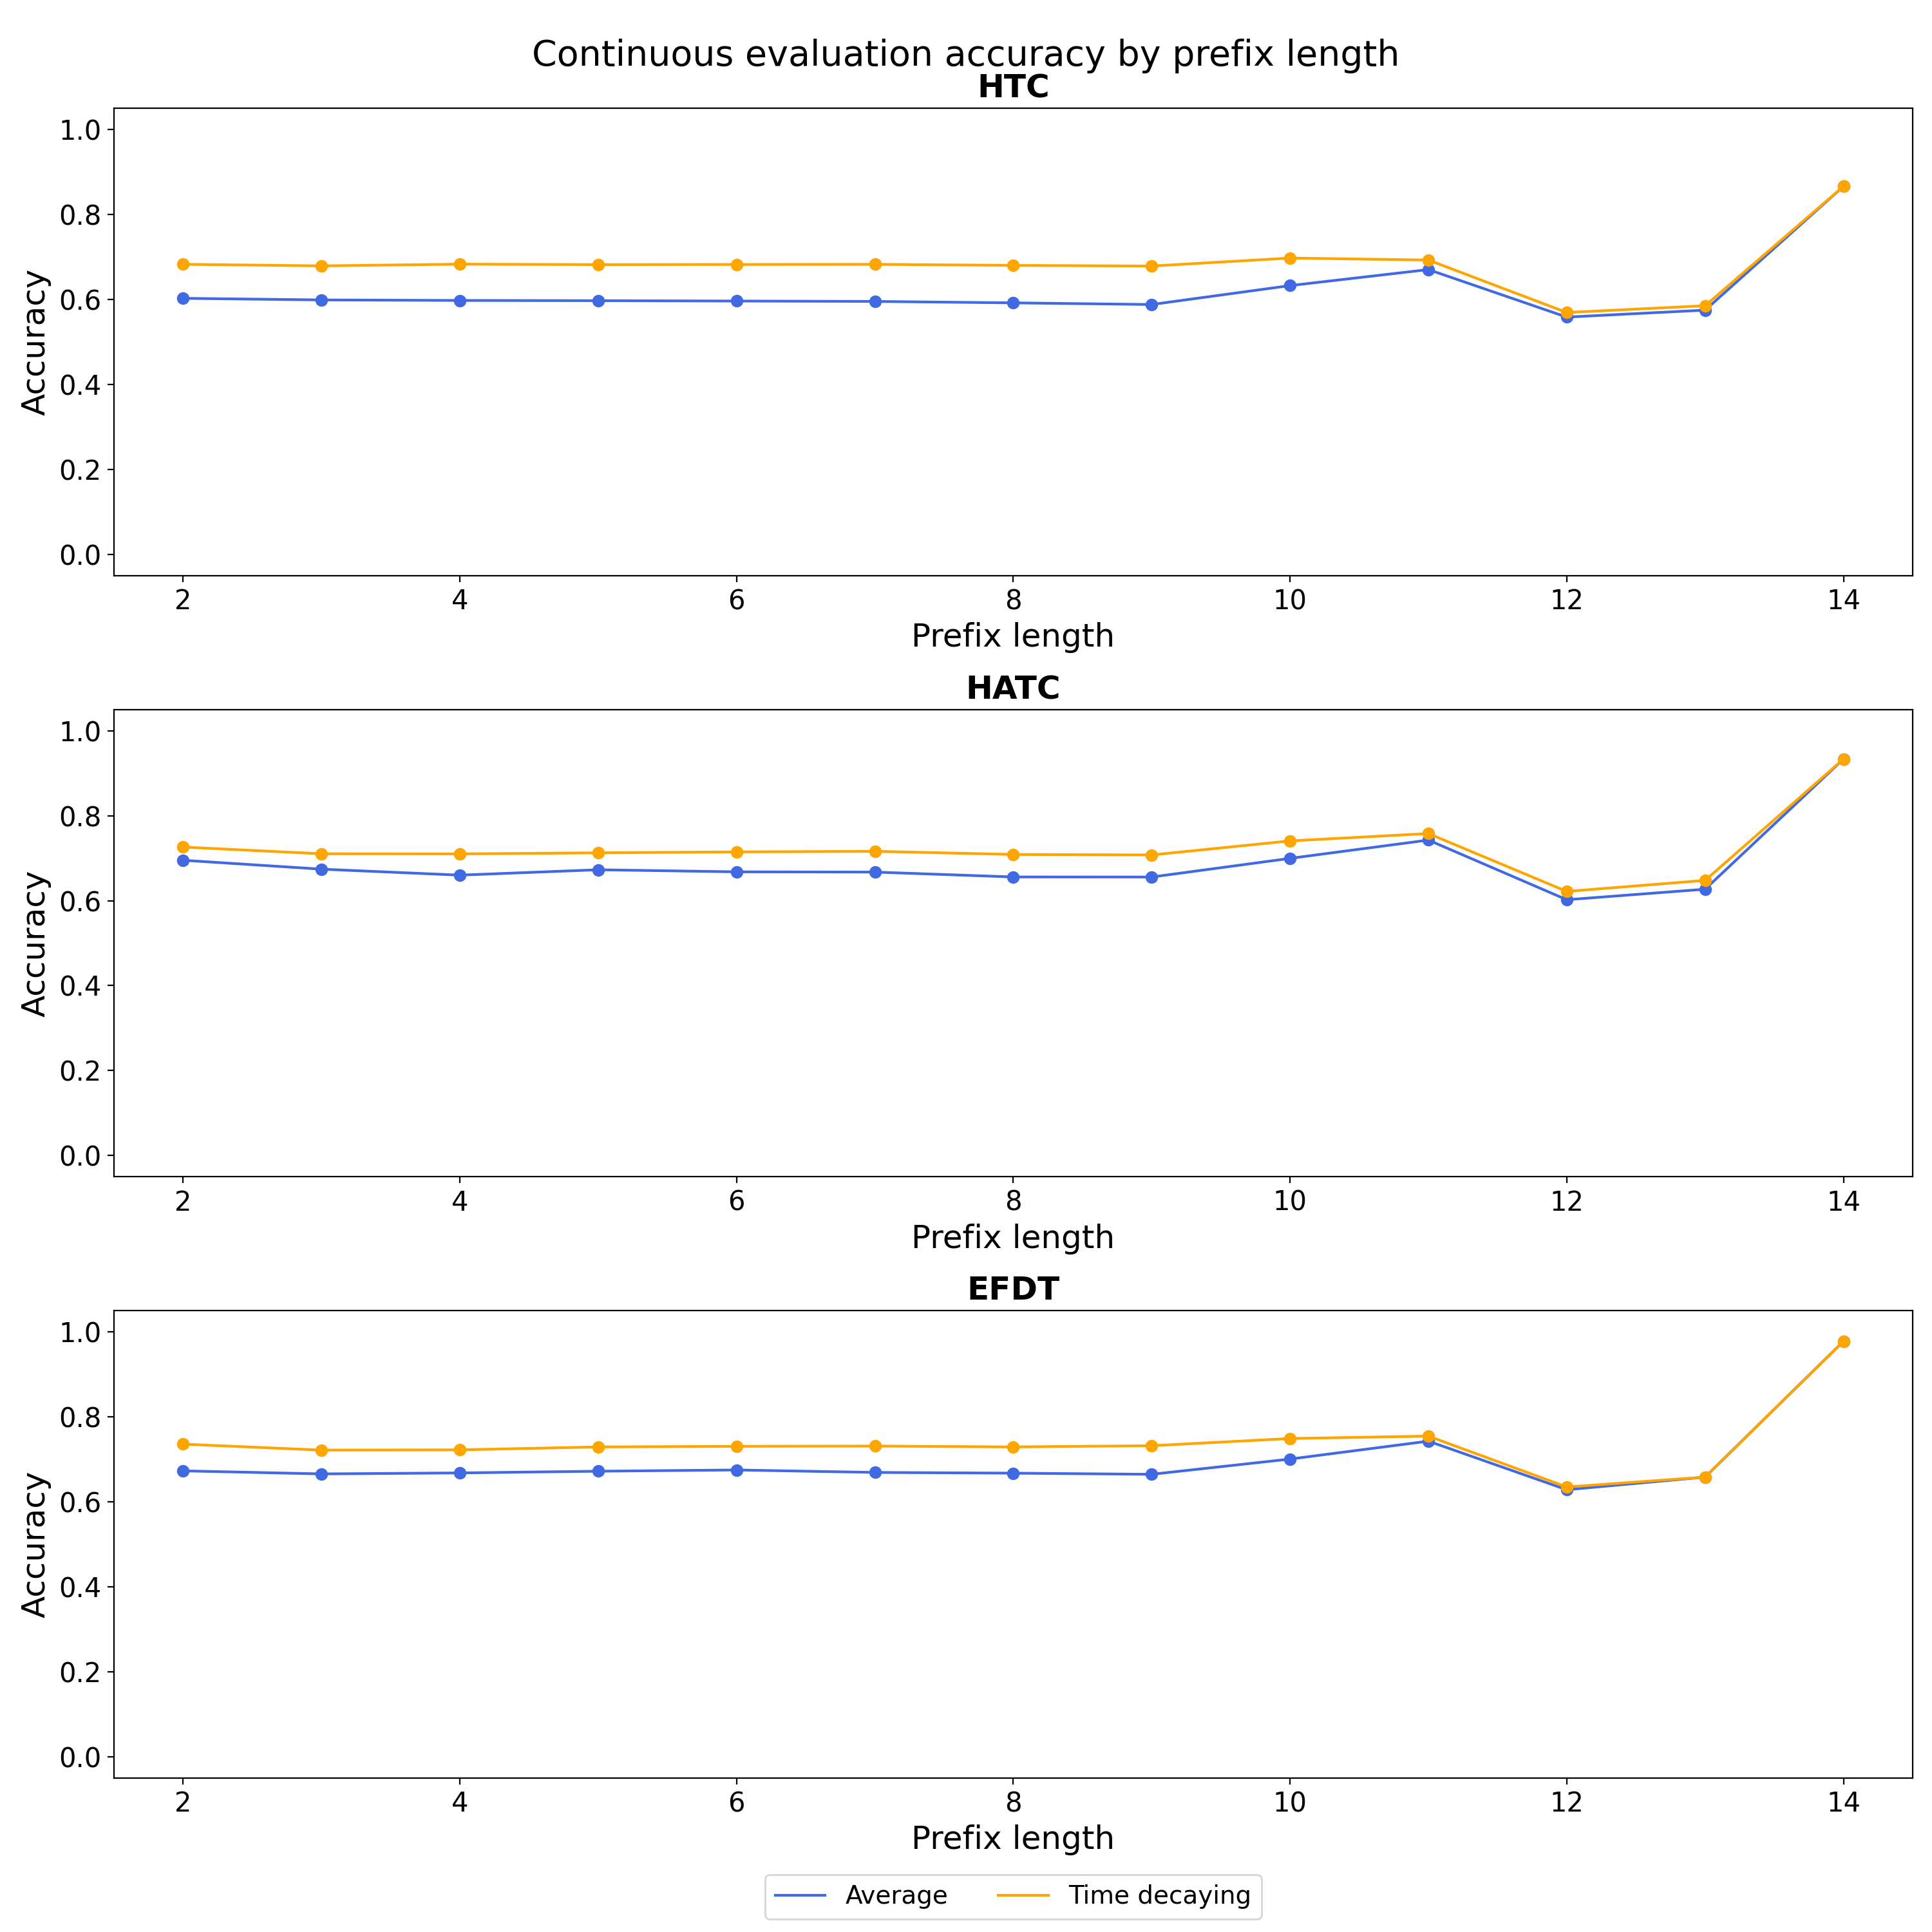 Continuous evaluation accuracy by prefix length
HTC
1.0
0.8
0.6
0.4
0.2
0.0
Accuracy
2 4 6 8 10 12 14
Prefix length
HATC
1.0
0.8
0.6
0.4
0.2
0.0
Accuracy
2 4 6 8 10 12 14
Prefix length
EFDT
1.0
0.8
0.6
0.4
0.2
0.0
Accuracy
2 4 6 8 10 12 14
Prefix length
Average Time decaying